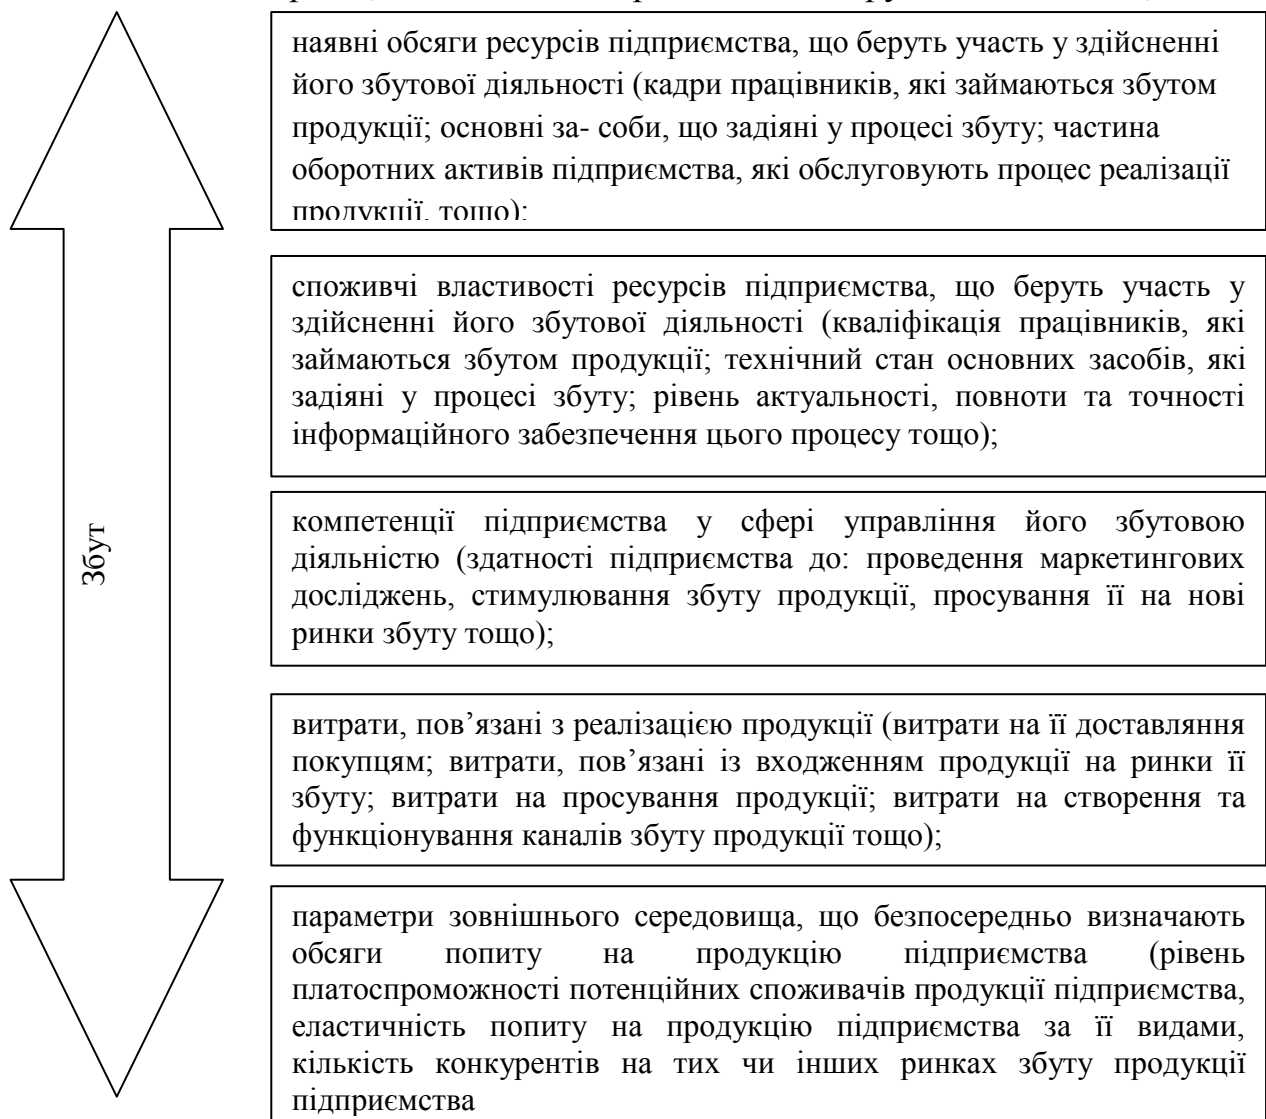 наявні обсяги ресурсів підприємства, що беруть участь у здійсненні
його збутової діяльності (кадри працівників, які займаються збутом
продукції; основні за- соби, що задіяні у процесі збуту; частина
оборотних активів підприємства, які обслуговують процес реалізації
продукції, тощо);
споживчі властивості ресурсів підприємства, що беруть участь у
здійсненні його збутової діяльності (кваліфікація працівників, які
займаються збутом продукції; технічний стан основних засобів, які
задіяні у процесі збуту; рівень актуальності, повноти та точності
інформаційного забезпечення цього процесу тощо);
Збут
компетенції підприємства у сфері управління його збутовою
діяльністю (здатності підприємства до: проведення маркетингових
досліджень, стимулювання збуту продукції, просування її на нові
ринки збуту тощо);
витрати, пов’язані з реалізацією продукції (витрати на її доставляння
покупцям; витрати, пов’язані із входженням продукції на ринки її
збуту; витрати на просування продукції; витрати на створення та
функціонування каналів збуту продукції тощо);
параметри зовнішнього середовища, що безпосередньо визначають
обсяги попиту на продукцію підприємства (рівень
платоспроможності потенційних споживачів продукції підприємства,
еластичність попиту на продукцію підприємства за її видами,
кількість конкурентів на тих чи інших ринках збуту продукції
підприємства